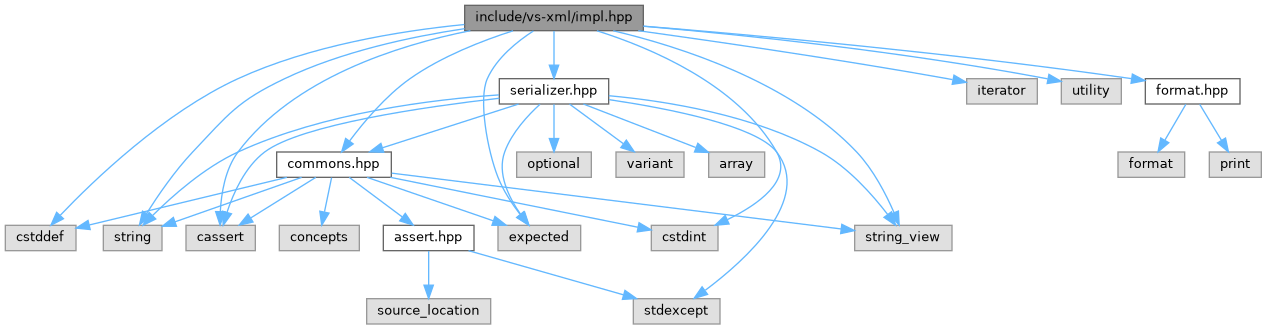 include/vs-xml/impl.hpp
serializer.hpp
iterator
utility
format.hpp
commons.hpp
optional
variant
array
format
print
cstddef
string
cassert
concepts
assert.hpp
expected
cstdint
string_view
source_location
stdexcept